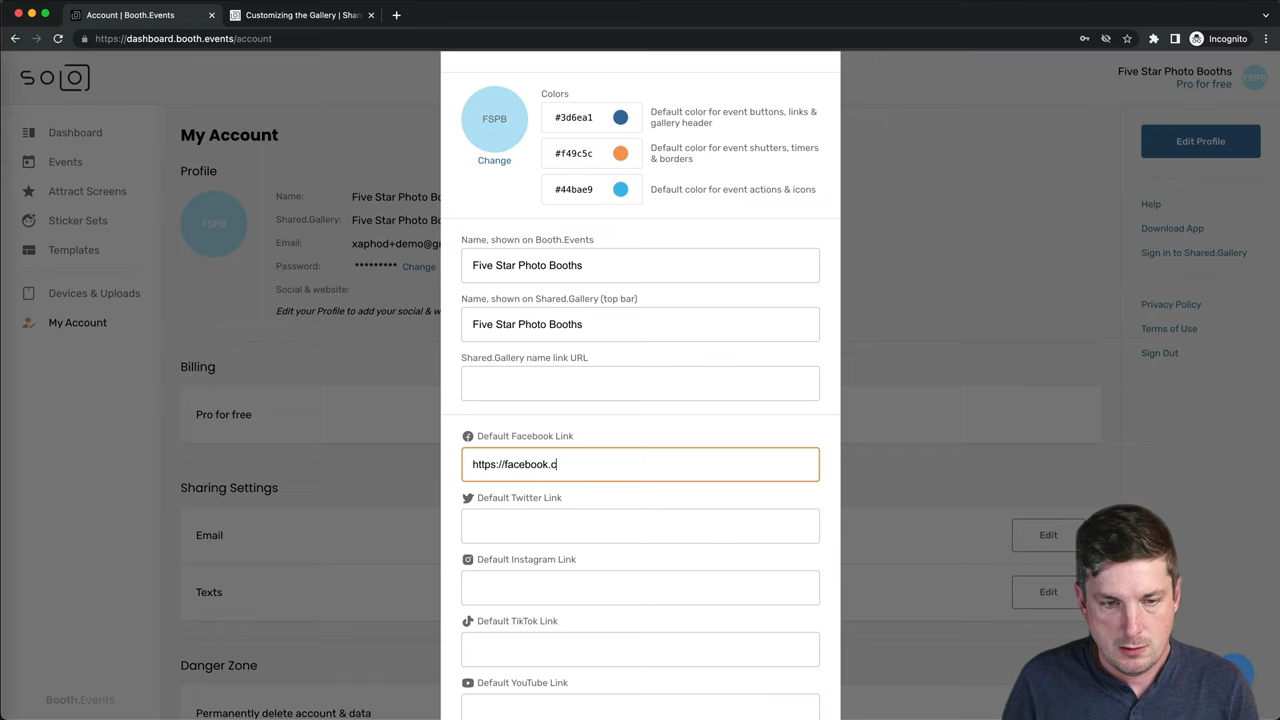 Account | Booth.Events
Customizing the Gallery | Shar
https://dashboard.booth.events/account
Incognito
SOLO
Five Star Photo Booths
Pro for free
FSPB
Dashboard
Events
Attract Screens
Sticker Sets
Templates
Devices & Uploads
My Account
Booth.Events
My Account
Profile
FSPB
Name:
Five Star Photo B
Shared.Gallery:
Five Star Photo B
Email:
xaphod+demo@g
Password:
********* Change
Social & website:
Edit your Profile to add your social & w
Billing
Pro for free
Sharing Settings
Email
Edit
Texts
Edit
Danger Zone
Permanently delete account & data
FSPB
Change
Colors
#3d6ea1
Default color for event buttons, links &
gallery header
#f49c5c
Default color for event shutters, timers
& borders
#44bae9
Default color for event actions & icons
Name, shown on Booth.Events
Five Star Photo Booths
Name, shown on Shared.Gallery (top bar)
Five Star Photo Booths
Shared.Gallery name link URL
Default Facebook Link
https://facebook.c
Default Twitter Link
Default Instagram Link
Default TikTok Link
Default YouTube Link
Edit Profile
Help
Download App
Sign in to Shared.Gallery
Privacy Policy
Terms of Use
Sign Out